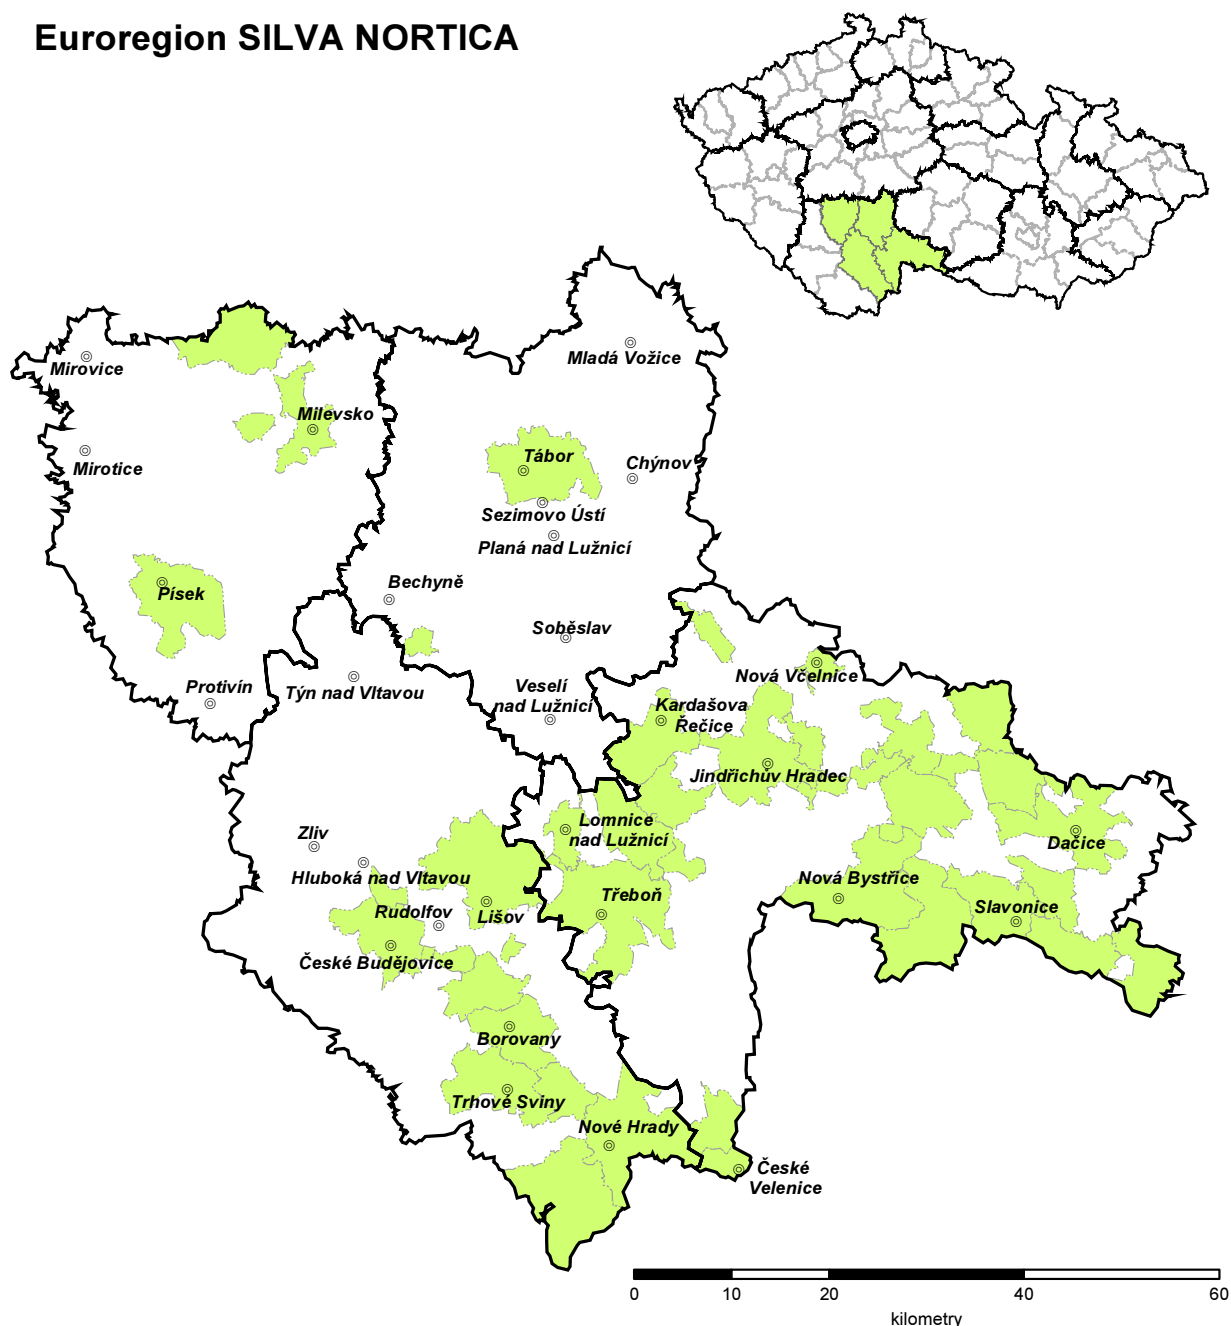 Euroregion SILVA NORTICA
Mirovice
Mladá Vožice
Milevsko
Mirotice
Tábor
Chýnov
Sezimovo Ústí
Planá nad Lužnicí
Bechyně
Písek
Soběslav
Nová Včelnice
Protivín
Týn nad Vltavou
Veselí
nad Lužnicí
Kardašova
Řečice
Jindřichův Hradec
Lomnice
nad Lužnicí
Zliv
Dačice
Hluboká nad Vltavou
Nová Bystřice
Třeboň
Rudolfov
Lišov
Slavonice
České Budějovice
Borovany
Trhové Sviny
Nové Hrady
České
Velenice
0 10 20 40 60
kilometry